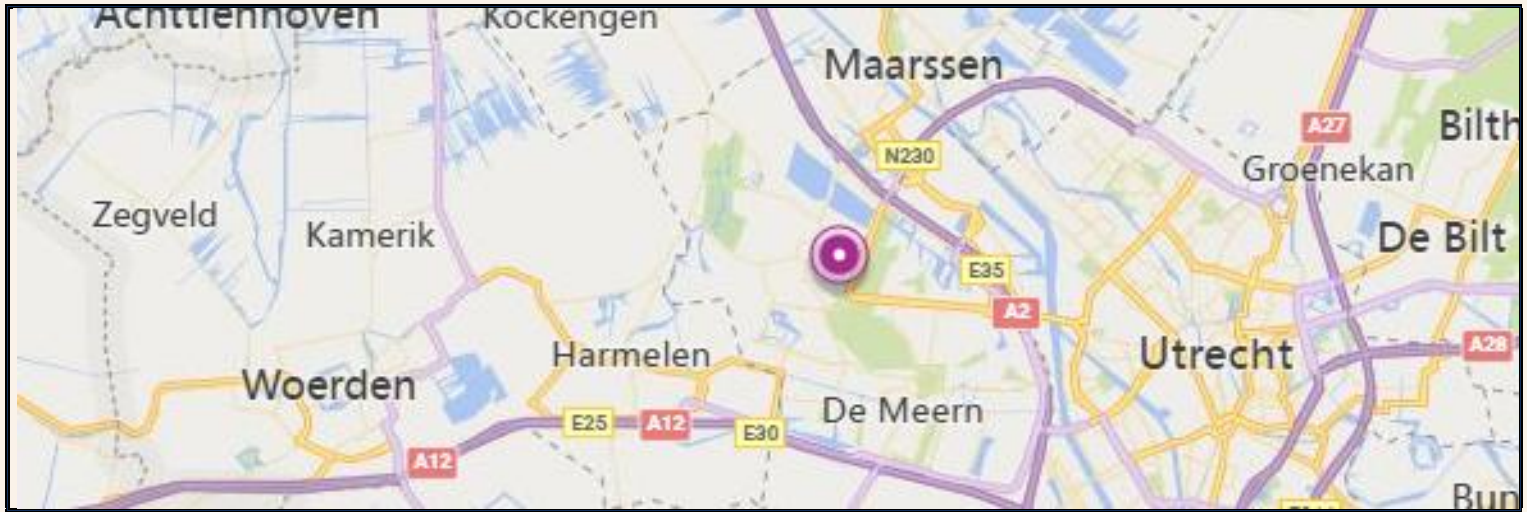 Achttienhoven
Kockengen
Maarssen
A27
Bilth
N230
Groenekan
Zegveld
Kamerik
De Bilt
E35
A2
Harmelen
Utrecht
A28
Woerden
De Meern
E25
A12
E30
A12
Bun